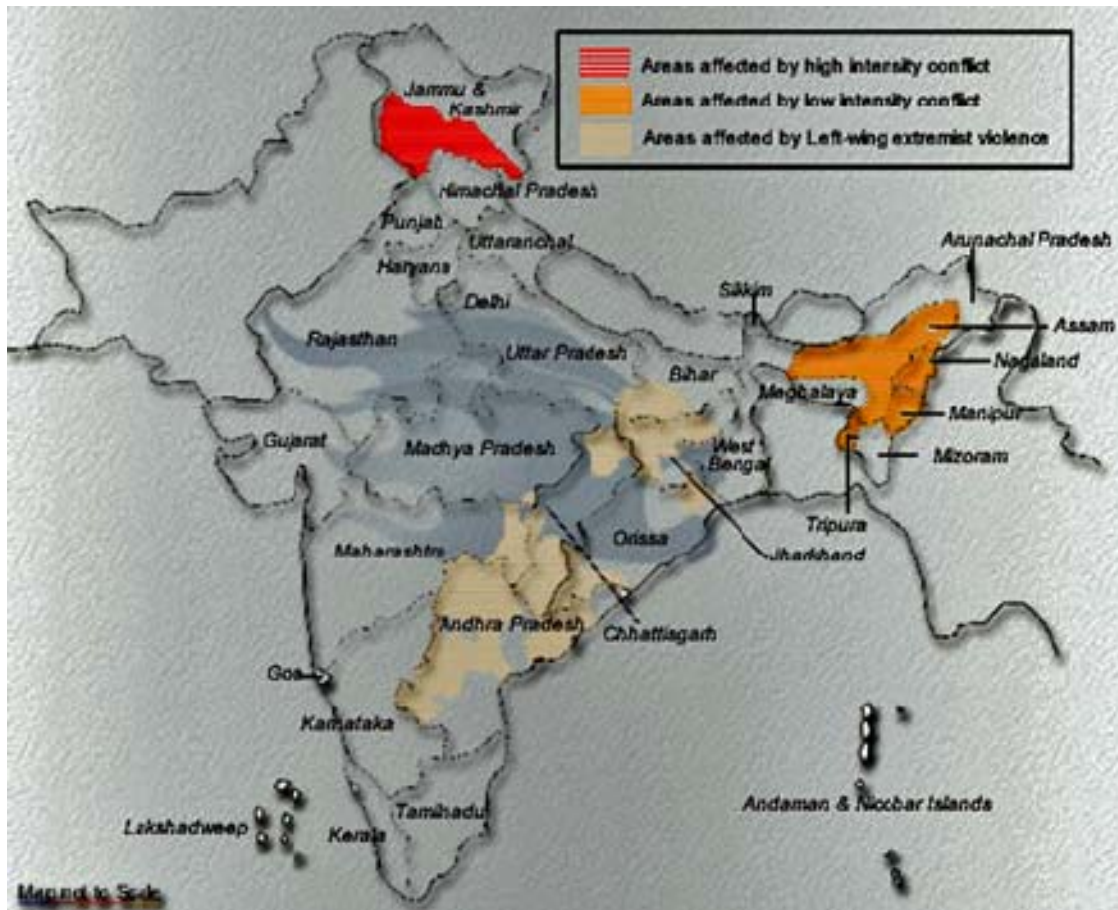 Areas affected by high intensity conflict
Areas affected by low intensity conflict
Areas affected by Left-wing extremist violence
Jammu &
Kashmir
Himachal Pradesh
Punjab
Uttaranchal
Haryana
Delhi
Arunachal Pradesh
Sikkim
Assam
Rajasthan
Uttar Pradesh
Nagaland
Bihar
Meghalaya
Manipur
Gujarat
Madhya Pradesh
West
Bengal
Mizoram
Tripura
Maharashtra
Orissa
Jharkhand
Andhra Pradesh
Chhattisgarh
Goa
Karnataka
Andaman & Nicobar Islands
Tamilnadu
Lakshadweep
Kerala
Map not to Scale